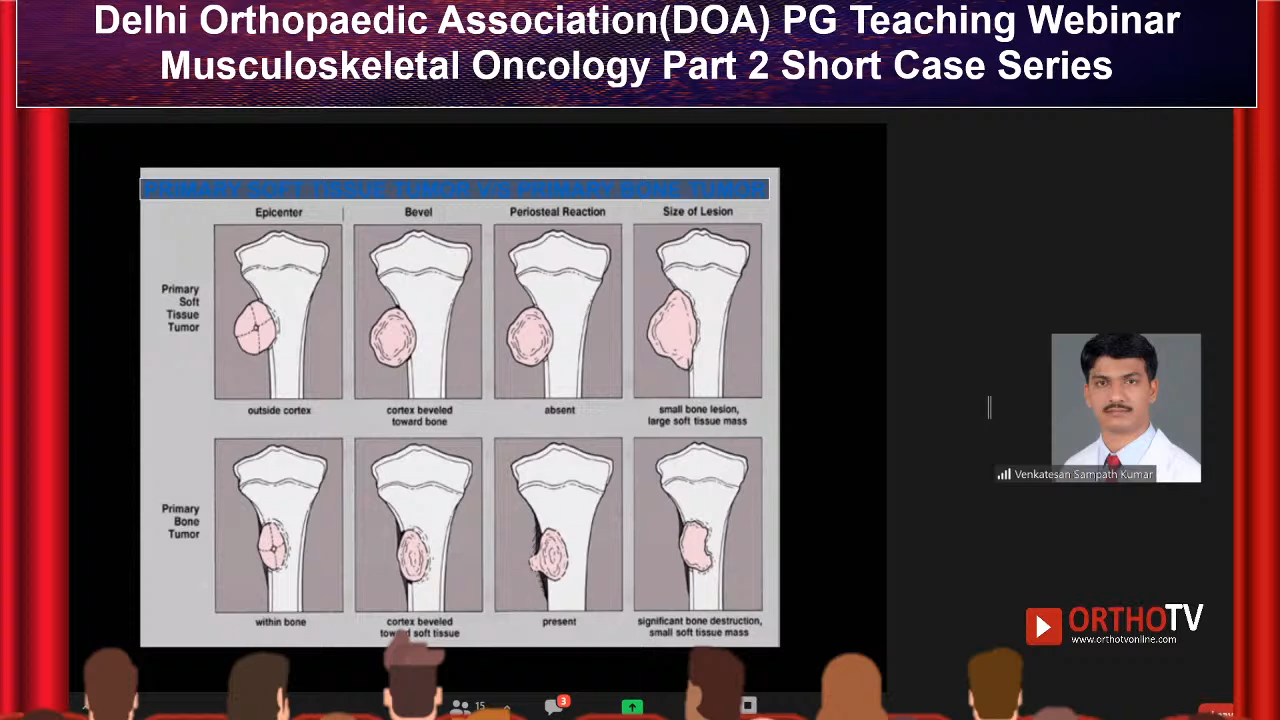 Delhi Orthopaedic Association(DOA) PG Teaching Webinar
Musculoskeletal Oncology Part 2 Short Case Series
PRIMARY SOFT TISSUE TUMOR V/S PRIMARY BONE TUMOR
Epicenter
Bevel
Periosteal Reaction
Size of Lesion
Primary
Soft
Tissue
Tumor
outside cortex
cortex beveled
toward bone
absent
small bone lesion,
large soft tissue mass
Primary
Bone
Tumor
within bone
cortex beveled
toward soft tissue
present
significant bone destruction,
small soft tissue mass
Venkatesan Sampath Kumar
ORTHOTV
www.orthotvonline.com
15
3